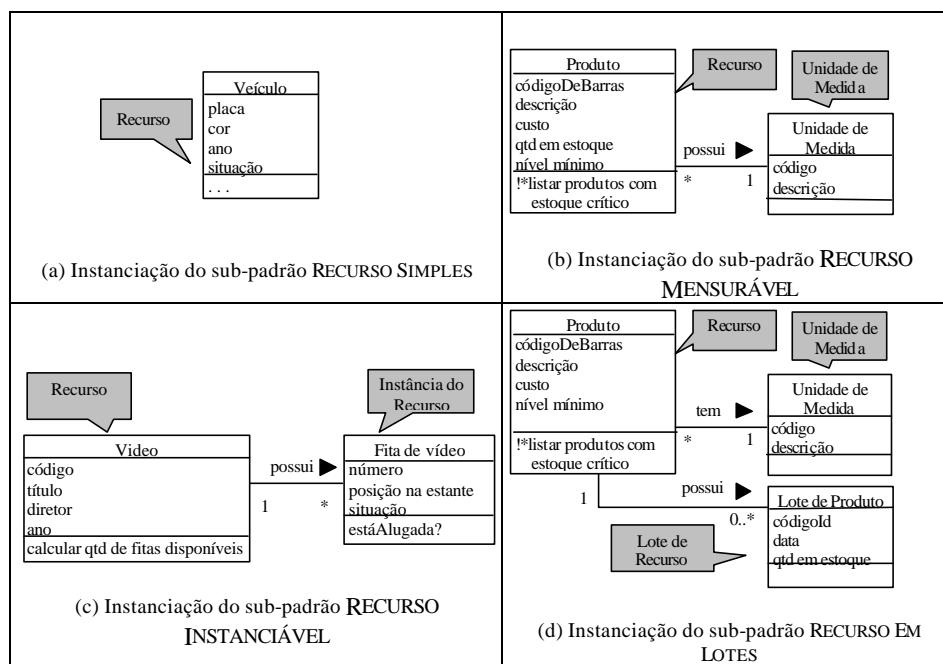 Veículo
placa
cor
ano
situação
. . .
Recurso
(a) Instanciação do sub-padrão RECURSO SIMPLES
Produto
códigoDeBarras
descrição
custo
qtd em estoque
nível mínimo
!*listar produtos com
estoque crítico
Recurso
Unidade de
Medida
possui
*
1
Unidade de
Medida
código
descrição
(b) Instanciação do sub-padrão RECURSO
MENSURÁVEL
Recurso
Video
código
título
diretor
ano
calcular qtd de fitas disponíveis
possui
1
*
Instância do
Recurso
Fita de vídeo
número
posição na estante
situação
estáAlugada?
(c) Instanciação do sub-padrão RECURSO
INSTANCIÁVEL
Produto
códigoDeBarras
descrição
custo
nível mínimo
!*listar produtos com
estoque crítico
Recurso
Unidade de
Medida
tem
*
1
Unidade de
Medida
código
descrição
possui
1
0..*
Lote de Produto
códigoId
data
qtd em estoque
Lote de
Recurso
(d) Instanciação do sub-padrão RECURSO EM
LOTES